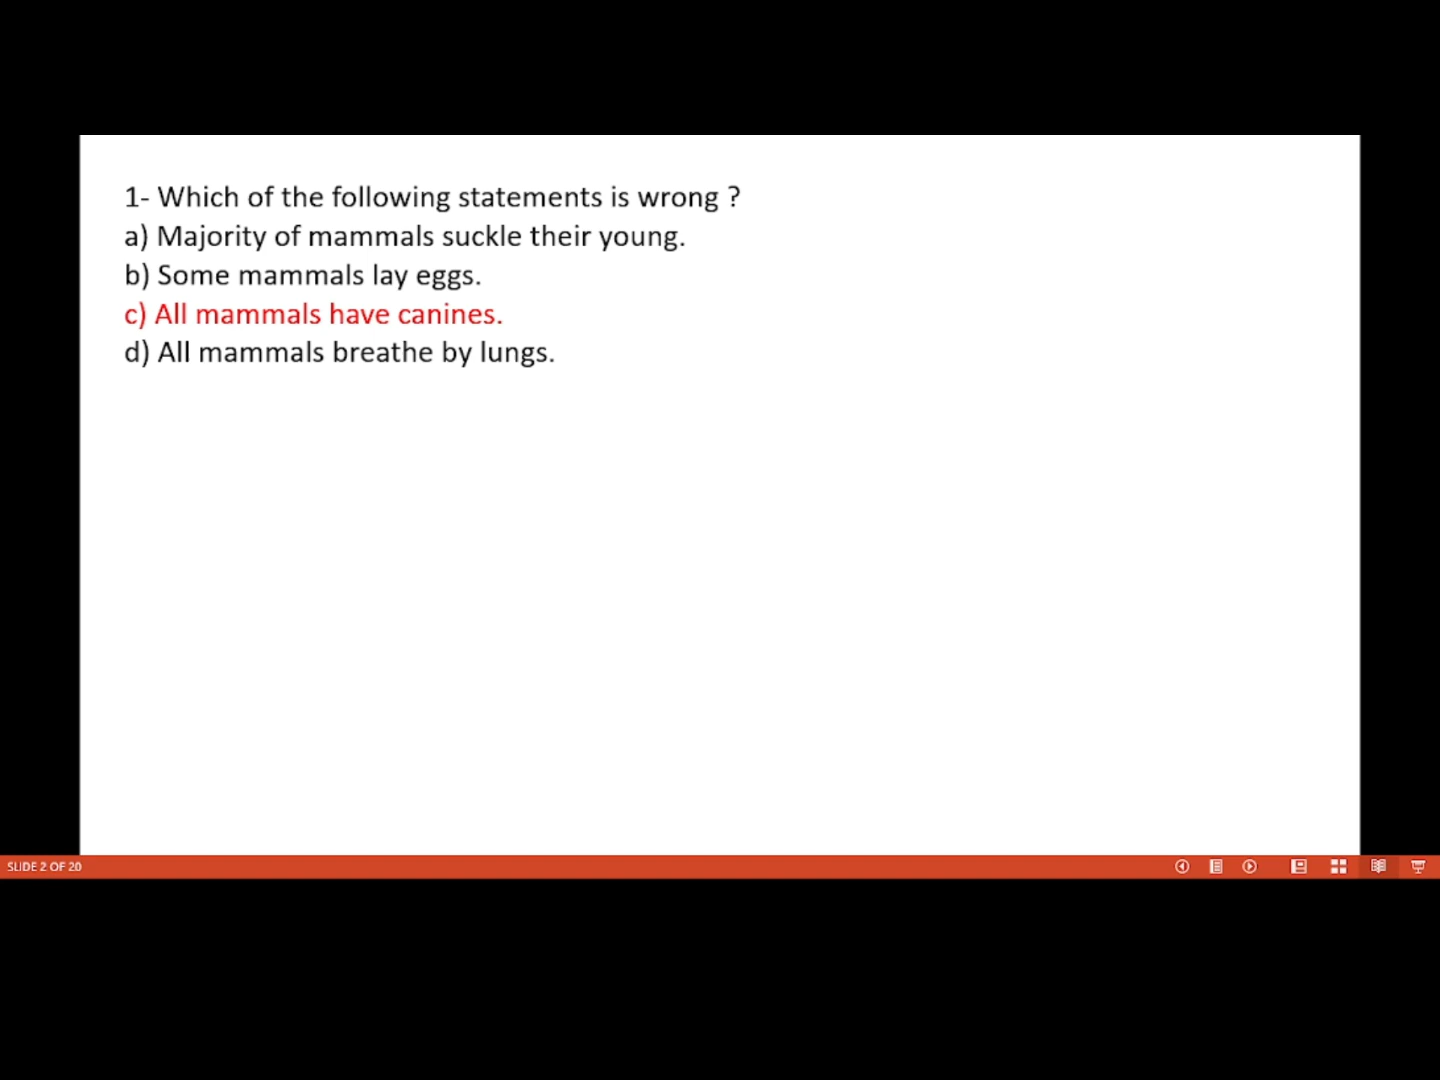 1- Which of the following statements is wrong ?
a) Majority of mammals suckle their young.
b) Some mammals lay eggs.
c) All mammals have canines.
d) All mammals breathe by lungs.
SLIDE 2 OF 20